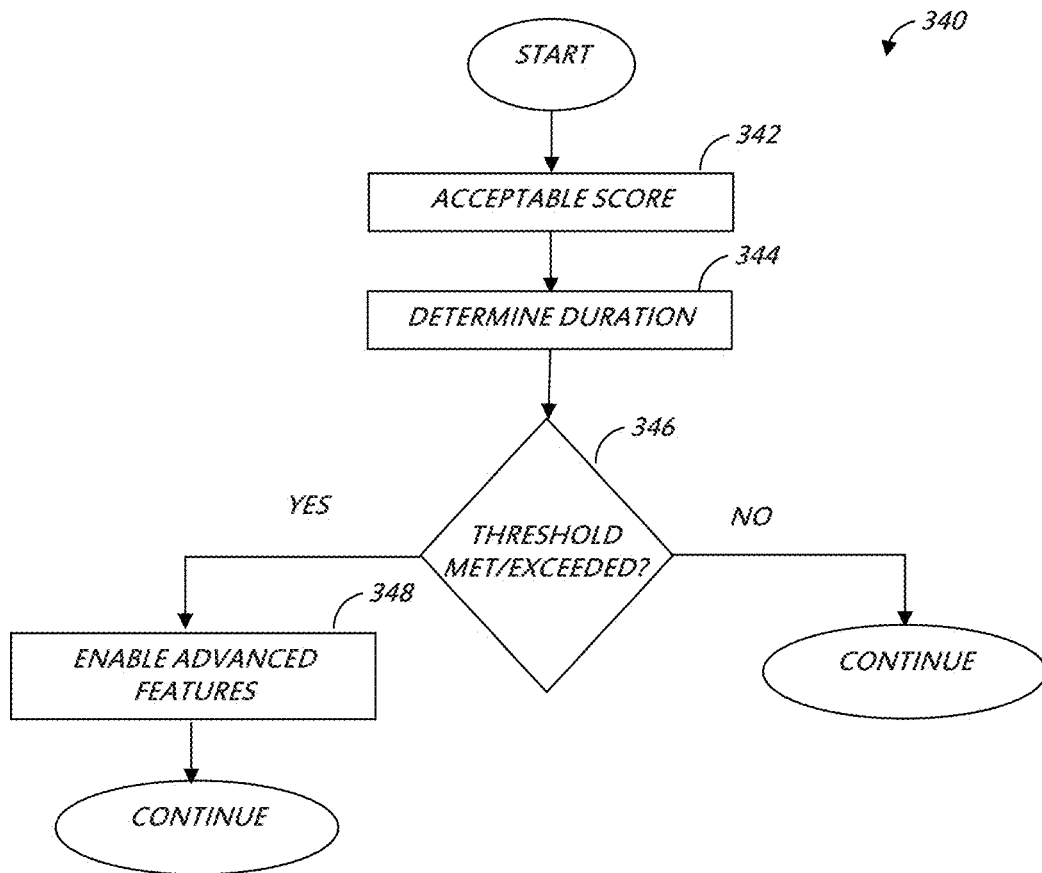 340
START
342
ACCEPTABLE SCORE
344
DETERMINE DURATION
346
YES
NO
THRESHOLD
MET/EXCEEDED?
348
ENABLE ADVANCED
FEATURES
CONTINUE
CONTINUE